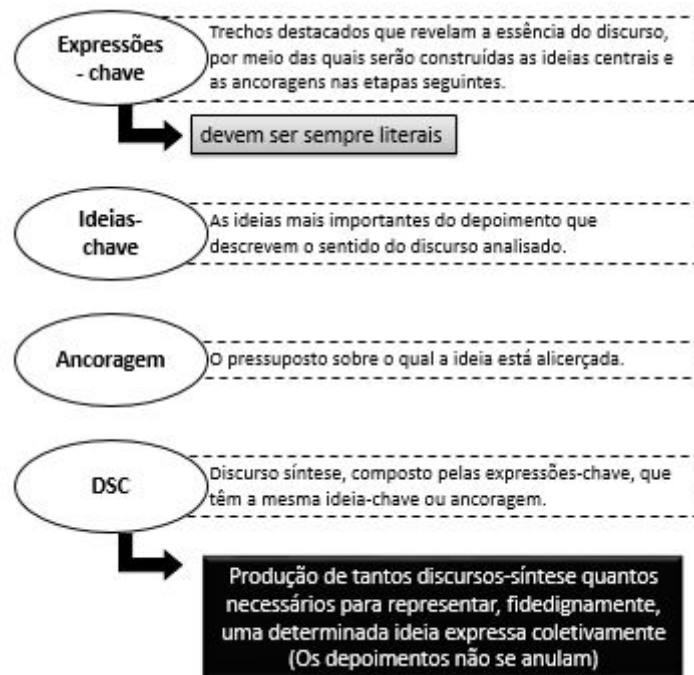 Expressões
- chave
Trechos destacados que revelam a essência do discurso,
por meio das quais serão construídas as ideias centrais e
as ancoragens nas etapas seguintes.
devem ser sempre literais
Ideias-
chave
As ideias mais importantes do depoimento que
descrevem o sentido do discurso analisado.
Ancoragem
O pressuposto sobre o qual a ideia está alicerçada.
DSC
Discurso síntese, composto pelas expressões-chave, que
têm a mesma ideia-chave ou ancoragem.
Produção de tantos discursos-síntese quantos
necessários para representar, fidedignamente,
uma determinada ideia expressa coletivamente
(Os depoimentos não se anulam)